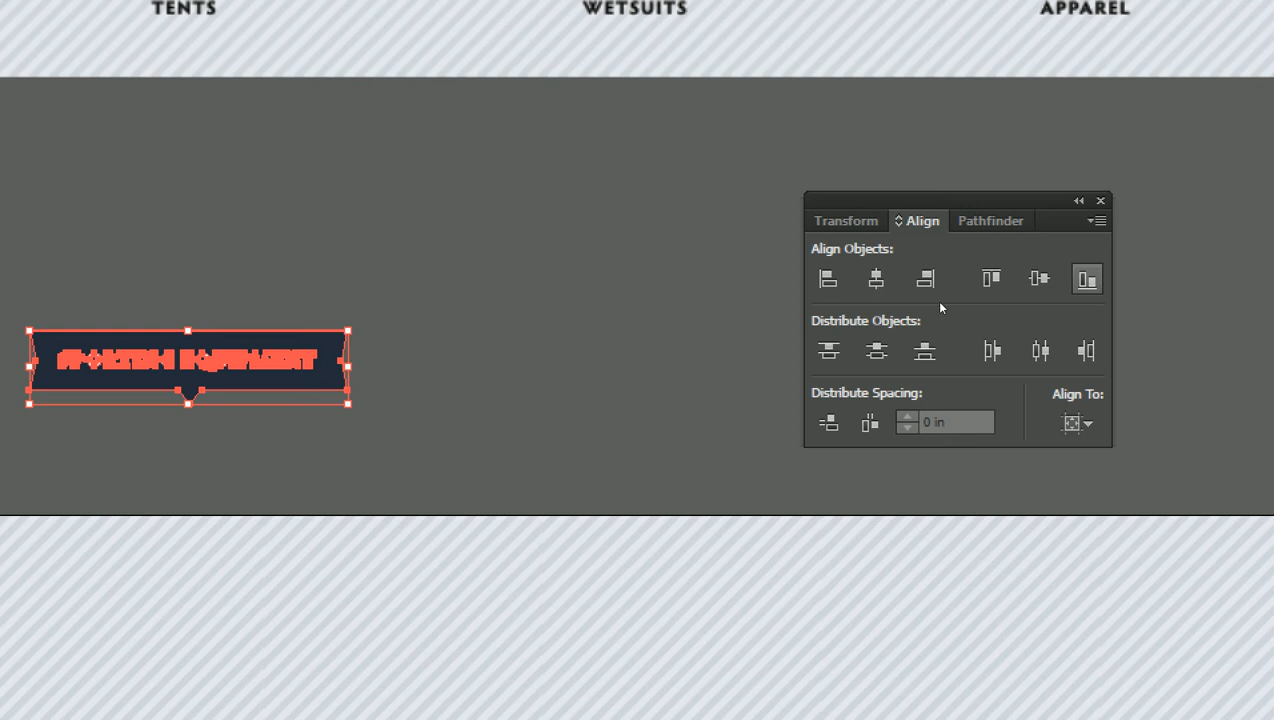 TENTS WETSUITS APPAREL
Transform Align Pathfinder
Align Objects:
Distribute Objects:
Distribute Spacing: Align To:
0 in